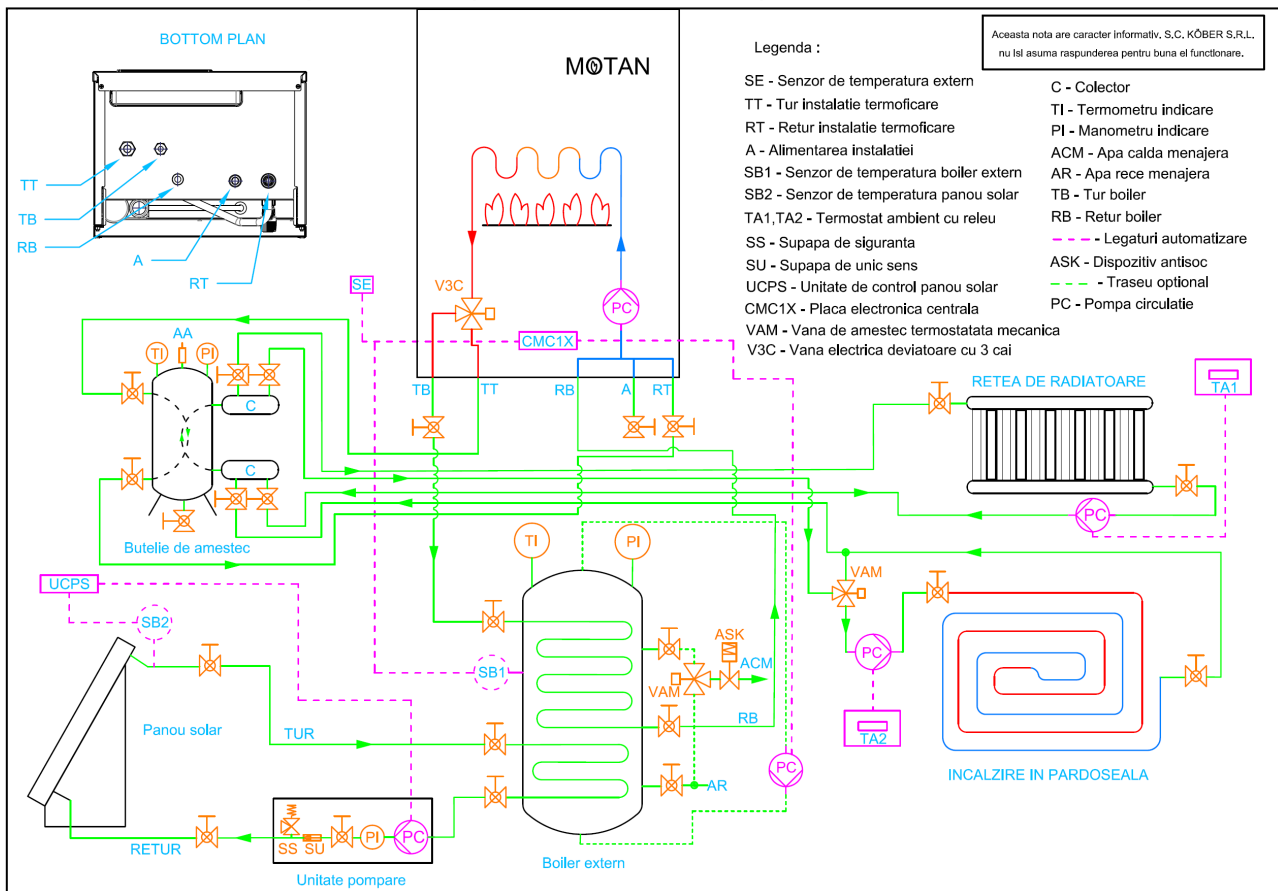 BOTTOM PLAN
TT
TB
RB
A
RT
MOTAN
Aceasta nota are caracter informativ. S.C. KÖBER S.R.L.
nu isi asuma raspunderea pentru buna ei functionare.
Legenda :
SE - Senzor de temperatura extern
TT - Tur instalatie termoficare
RT - Retur instalatie termoficare
A - Alimentarea instalatiei
SB1 - Senzor de temperatura boiler extern
SB2 - Senzor de temperatura panou solar
TA1,TA2 - Termostat ambient cu releu
SS - Supapa de siguranta
SU - Supapa de unic sens
UCPS - Unitate de control panou solar
CMC1X - Placa electronica centrala
VAM - Vana de amestec termostatata mecanica
V3C - Vana electrica deviatoare cu 3 cai
C - Colector
TI - Termometru indicare
PI - Manometru indicare
ACM - Apa calda menajera
AR - Apa rece menajera
TB - Tur boiler
RB - Retur boiler
- Legaturi automatizare
ASK - Dispozitiv antisoc
- Traseu optional
PC - Pompa circulatie
SE
V3C
PC
CMC1X
TB
TT
RB
A
RT
AA
TI
PI
C
C
Butelie de amestec
RETEA DE RADIATOARE
TA1
PC
UCPS
SB2
Panou solar
TUR
RETUR
SS
SU
PI
PC
Unitate pompare
TI
PI
SB1
ASK
ACM
VAM
RB
AR
PC
Boiler extern
VAM
PC
TA2
INCALZIRE IN PARDOSEALA